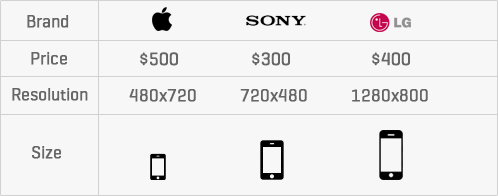 Brand SONY LG
Price $500 $300 $400
Resolution 480x720 720x480 1280x800
Size